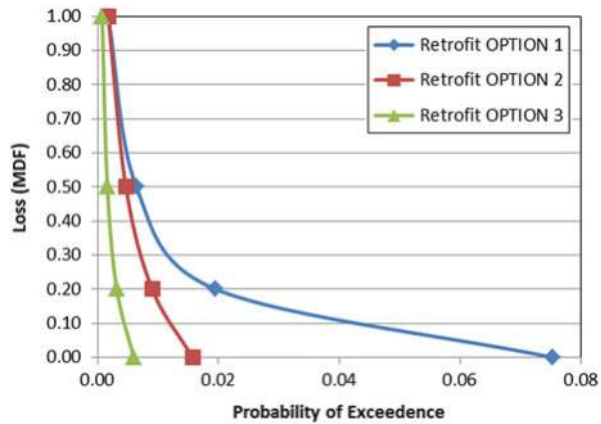 1.00
0.90
0.80
0.70
0.60
0.50
0.40
0.30
0.20
0.10
0.00
Loss (MDF)
Retrofit OPTION 1
Retrofit OPTION 2
Retrofit OPTION 3
0.00 0.02 0.04 0.06 0.08
Probability of Exceedence